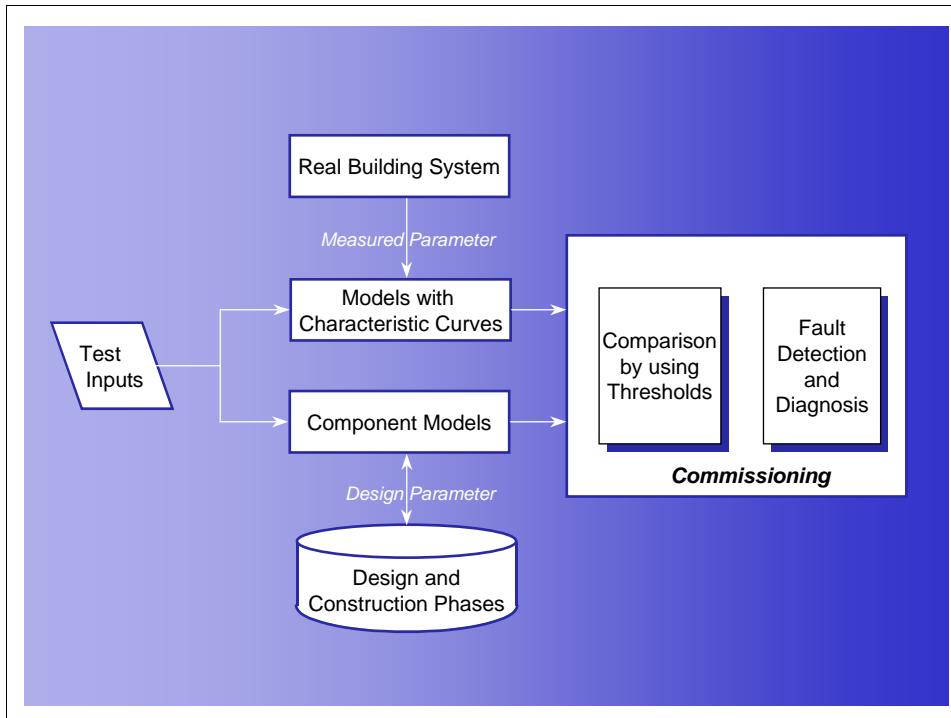 Real Building System
Measured Parameter
Models with
Characteristic Curves
Test
Inputs
Component Models
Design Parameter
Design and
Construction Phases
Comparison
by using
Thresholds
Fault
Detection
and
Diagnosis
Commissioning